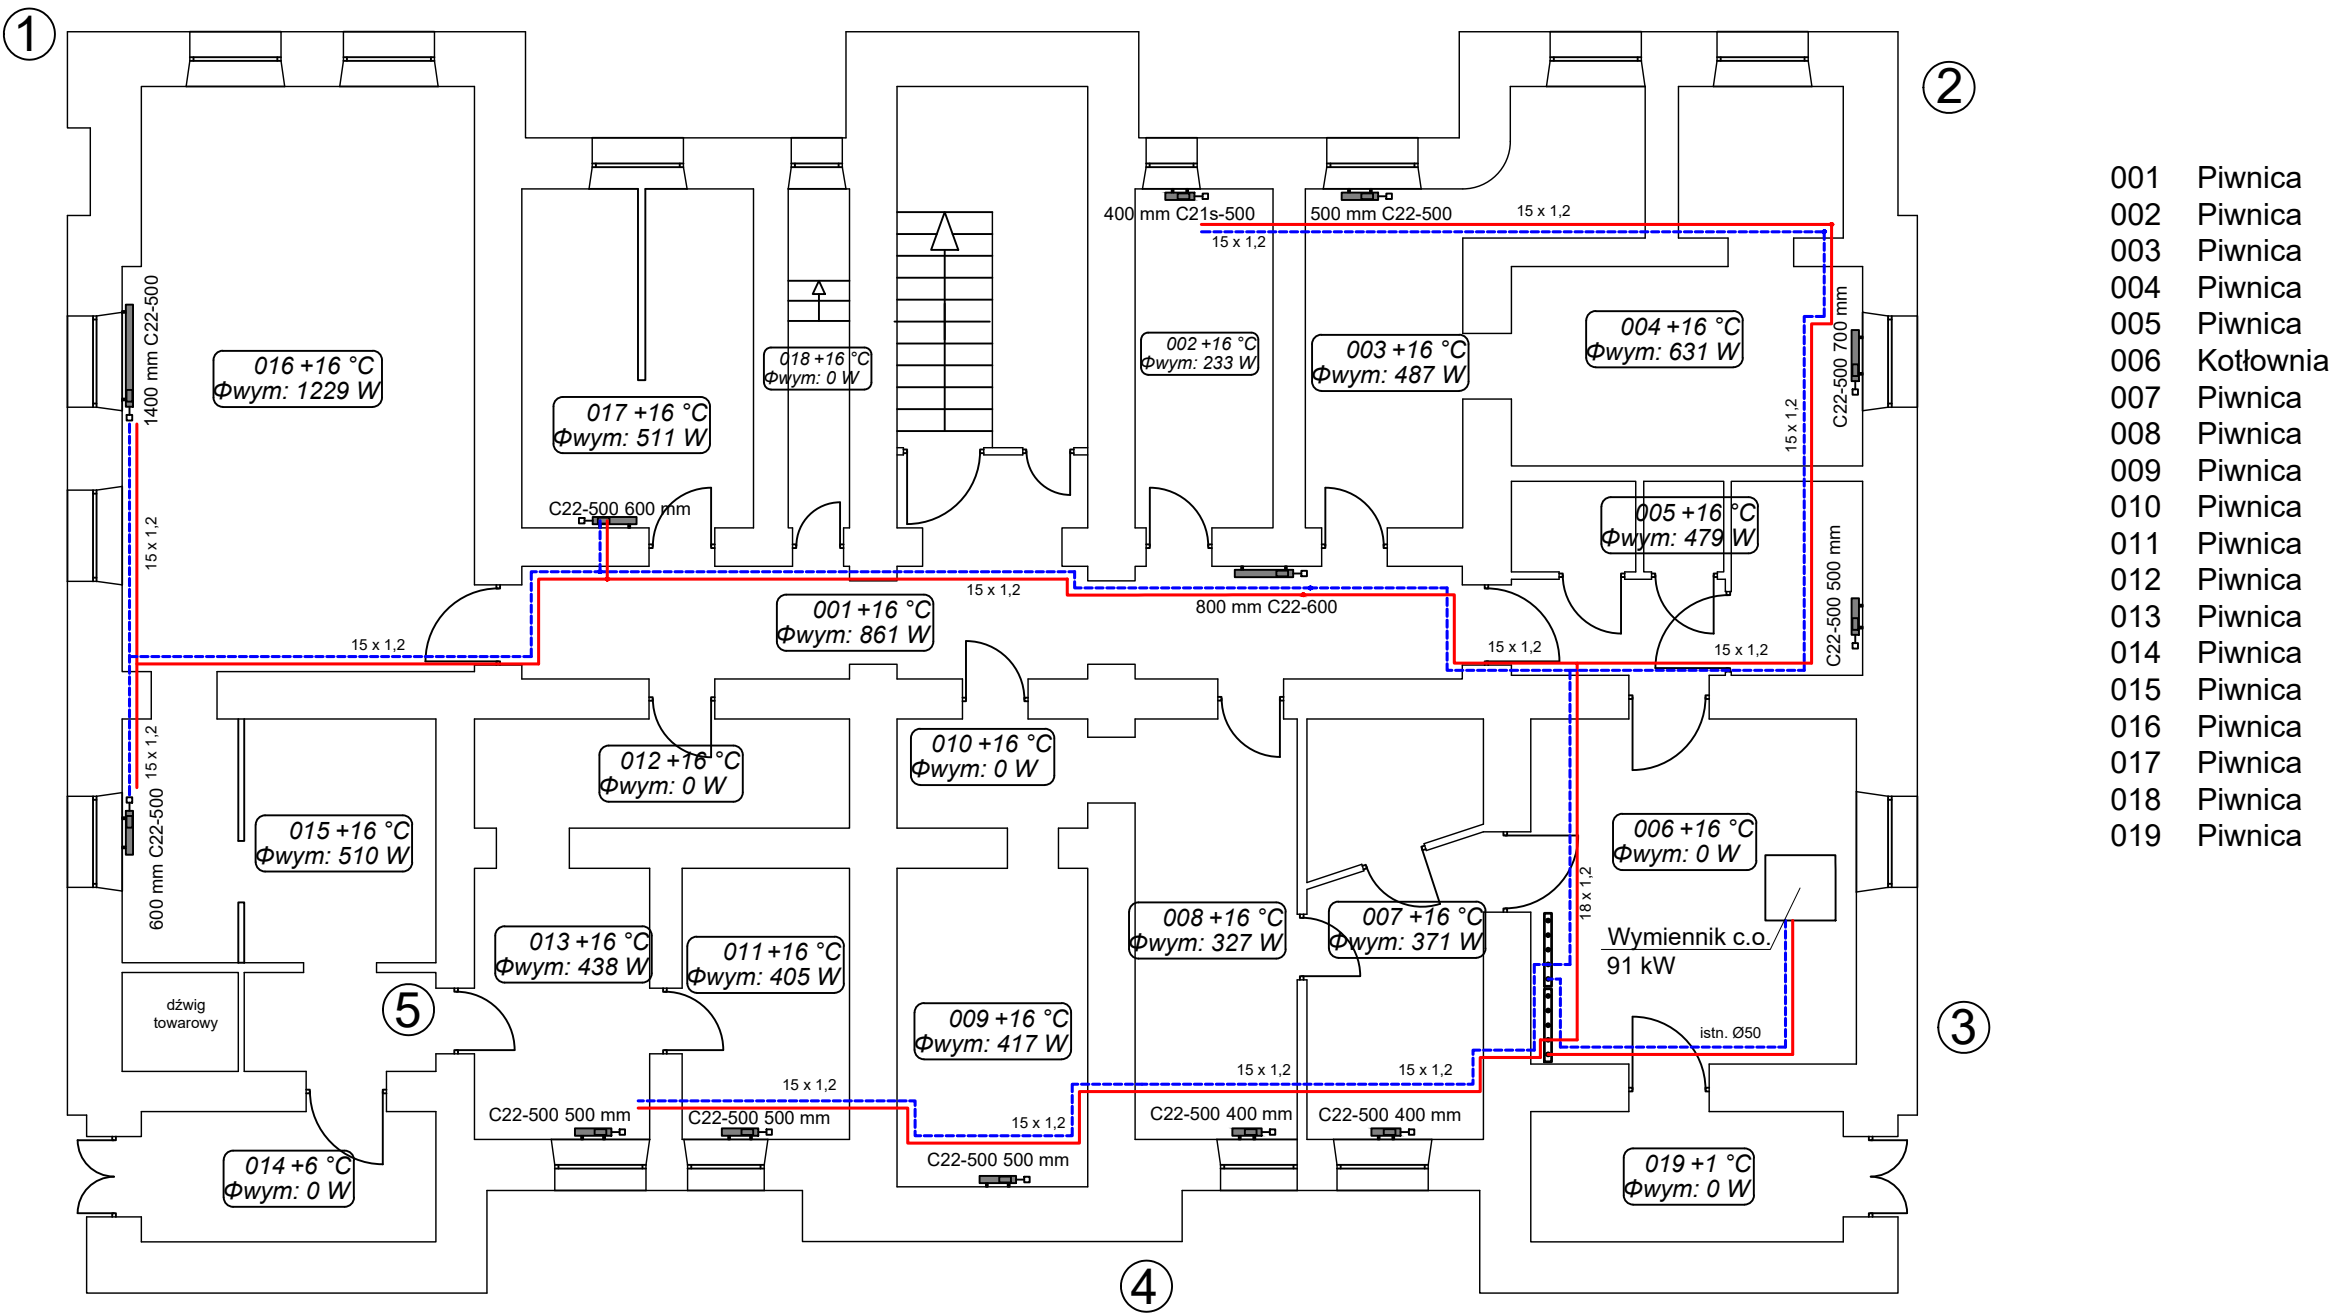 1
2
400 mm C21s-500
500 mm C22-500
15 x 1,2
15 x 1,2
1400 mm C22-500
016 +16 °C
Φwym: 1229 W
017 +16 °C
Φwym: 511 W
018 +16 °C
Φwym: 0 W
002 +16 °C
Φwym: 233 W
003 +16 °C
Φwym: 487 W
004 +16 °C
Φwym: 631 W
C22-500 700 mm
15 x 1,2
C22-500 600 mm
005 +16 °C
Φwym: 479 W
C22-500 500 mm
15 x 1,2
15 x 1,2
001 +16 °C
Φwym: 861 W
15 x 1,2
800 mm C22-600
15 x 1,2
15 x 1,2
15 x 1,2
600 mm C22-500
012 +16 °C
Φwym: 0 W
010 +16 °C
Φwym: 0 W
015 +16 °C
Φwym: 510 W
006 +16 °C
Φwym: 0 W
18 x 1,2
013 +16 °C
Φwym: 438 W
011 +16 °C
Φwym: 405 W
008 +16 °C
Φwym: 327 W
007 +16 °C
Φwym: 371 W
Wymiennik c.o.
91 kW
dźwig
towarowy
5
009 +16 °C
Φwym: 417 W
istn. Ø50
3
15 x 1,2
15 x 1,2
15 x 1,2
C22-500 500 mm
C22-500 500 mm
15 x 1,2
C22-500 400 mm
C22-500 400 mm
C22-500 500 mm
014 +6 °C
Φwym: 0 W
019 +1 °C
Φwym: 0 W
4
001 Piwnica
002 Piwnica
003 Piwnica
004 Piwnica
005 Piwnica
006 Kotłownia
007 Piwnica
008 Piwnica
009 Piwnica
010 Piwnica
011 Piwnica
012 Piwnica
013 Piwnica
014 Piwnica
015 Piwnica
016 Piwnica
017 Piwnica
018 Piwnica
019 Piwnica